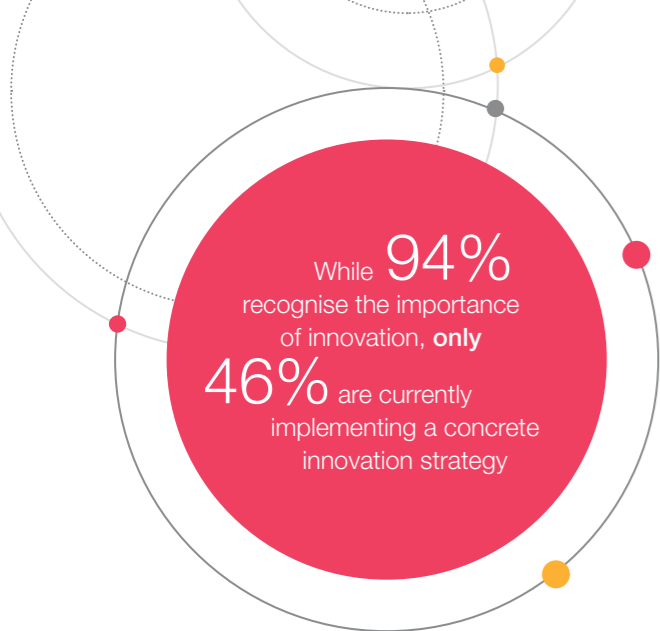 While 94%
recognise the importance
of innovation, only
46% are currently
implementing a concrete
innovation strategy